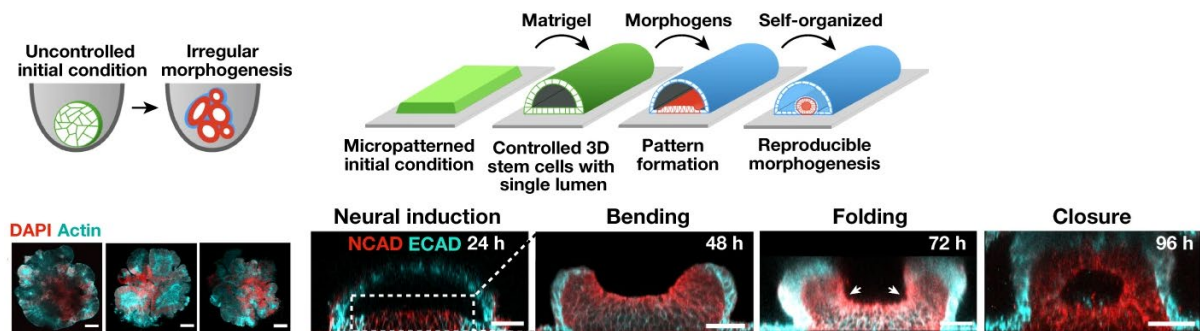 Uncontrolled
initial condition
Irregular
morphogenesis
Matrigel
Morphogens
Self-organized
Micropatterned
initial condition
Controlled 3D
stem cells with
single lumen
Pattern
formation
Reproducible
morphogenesis
DAPI Actin
Neural induction
NCAD ECAD 24 h
Bending
48 h
Folding
72 h
Closure
96 h